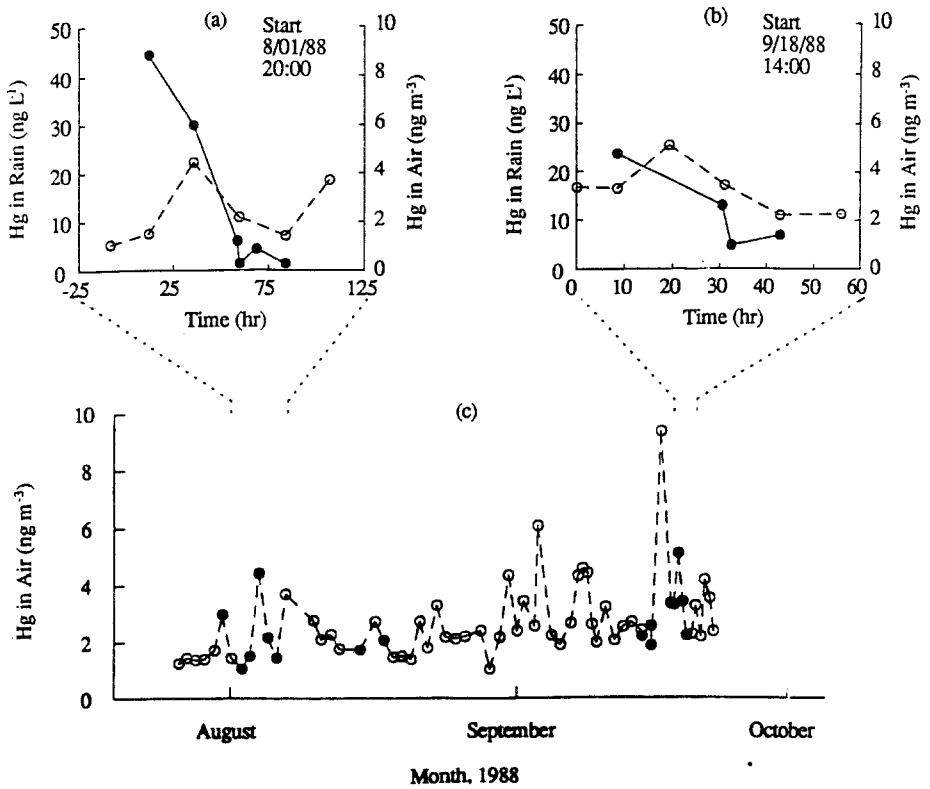 (a)
Start
8/01/88
20:00
Hg in Rain (ng L⁻¹)
50
40
30
20
10
0
Hg in Air (ng m⁻³)
10
8
6
4
2
0
-25
25
75
125
Time (hr)
(b)
Start
9/18/88
14:00
Hg in Rain (ng L⁻¹)
50
40
30
20
10
0
Hg in Air (ng m⁻³)
10
8
6
4
2
0
0
10
20
30
40
50
60
Time (hr)
(c)
Hg in Air (ng m⁻³)
10
8
6
4
2
0
August
September
October
Month, 1988